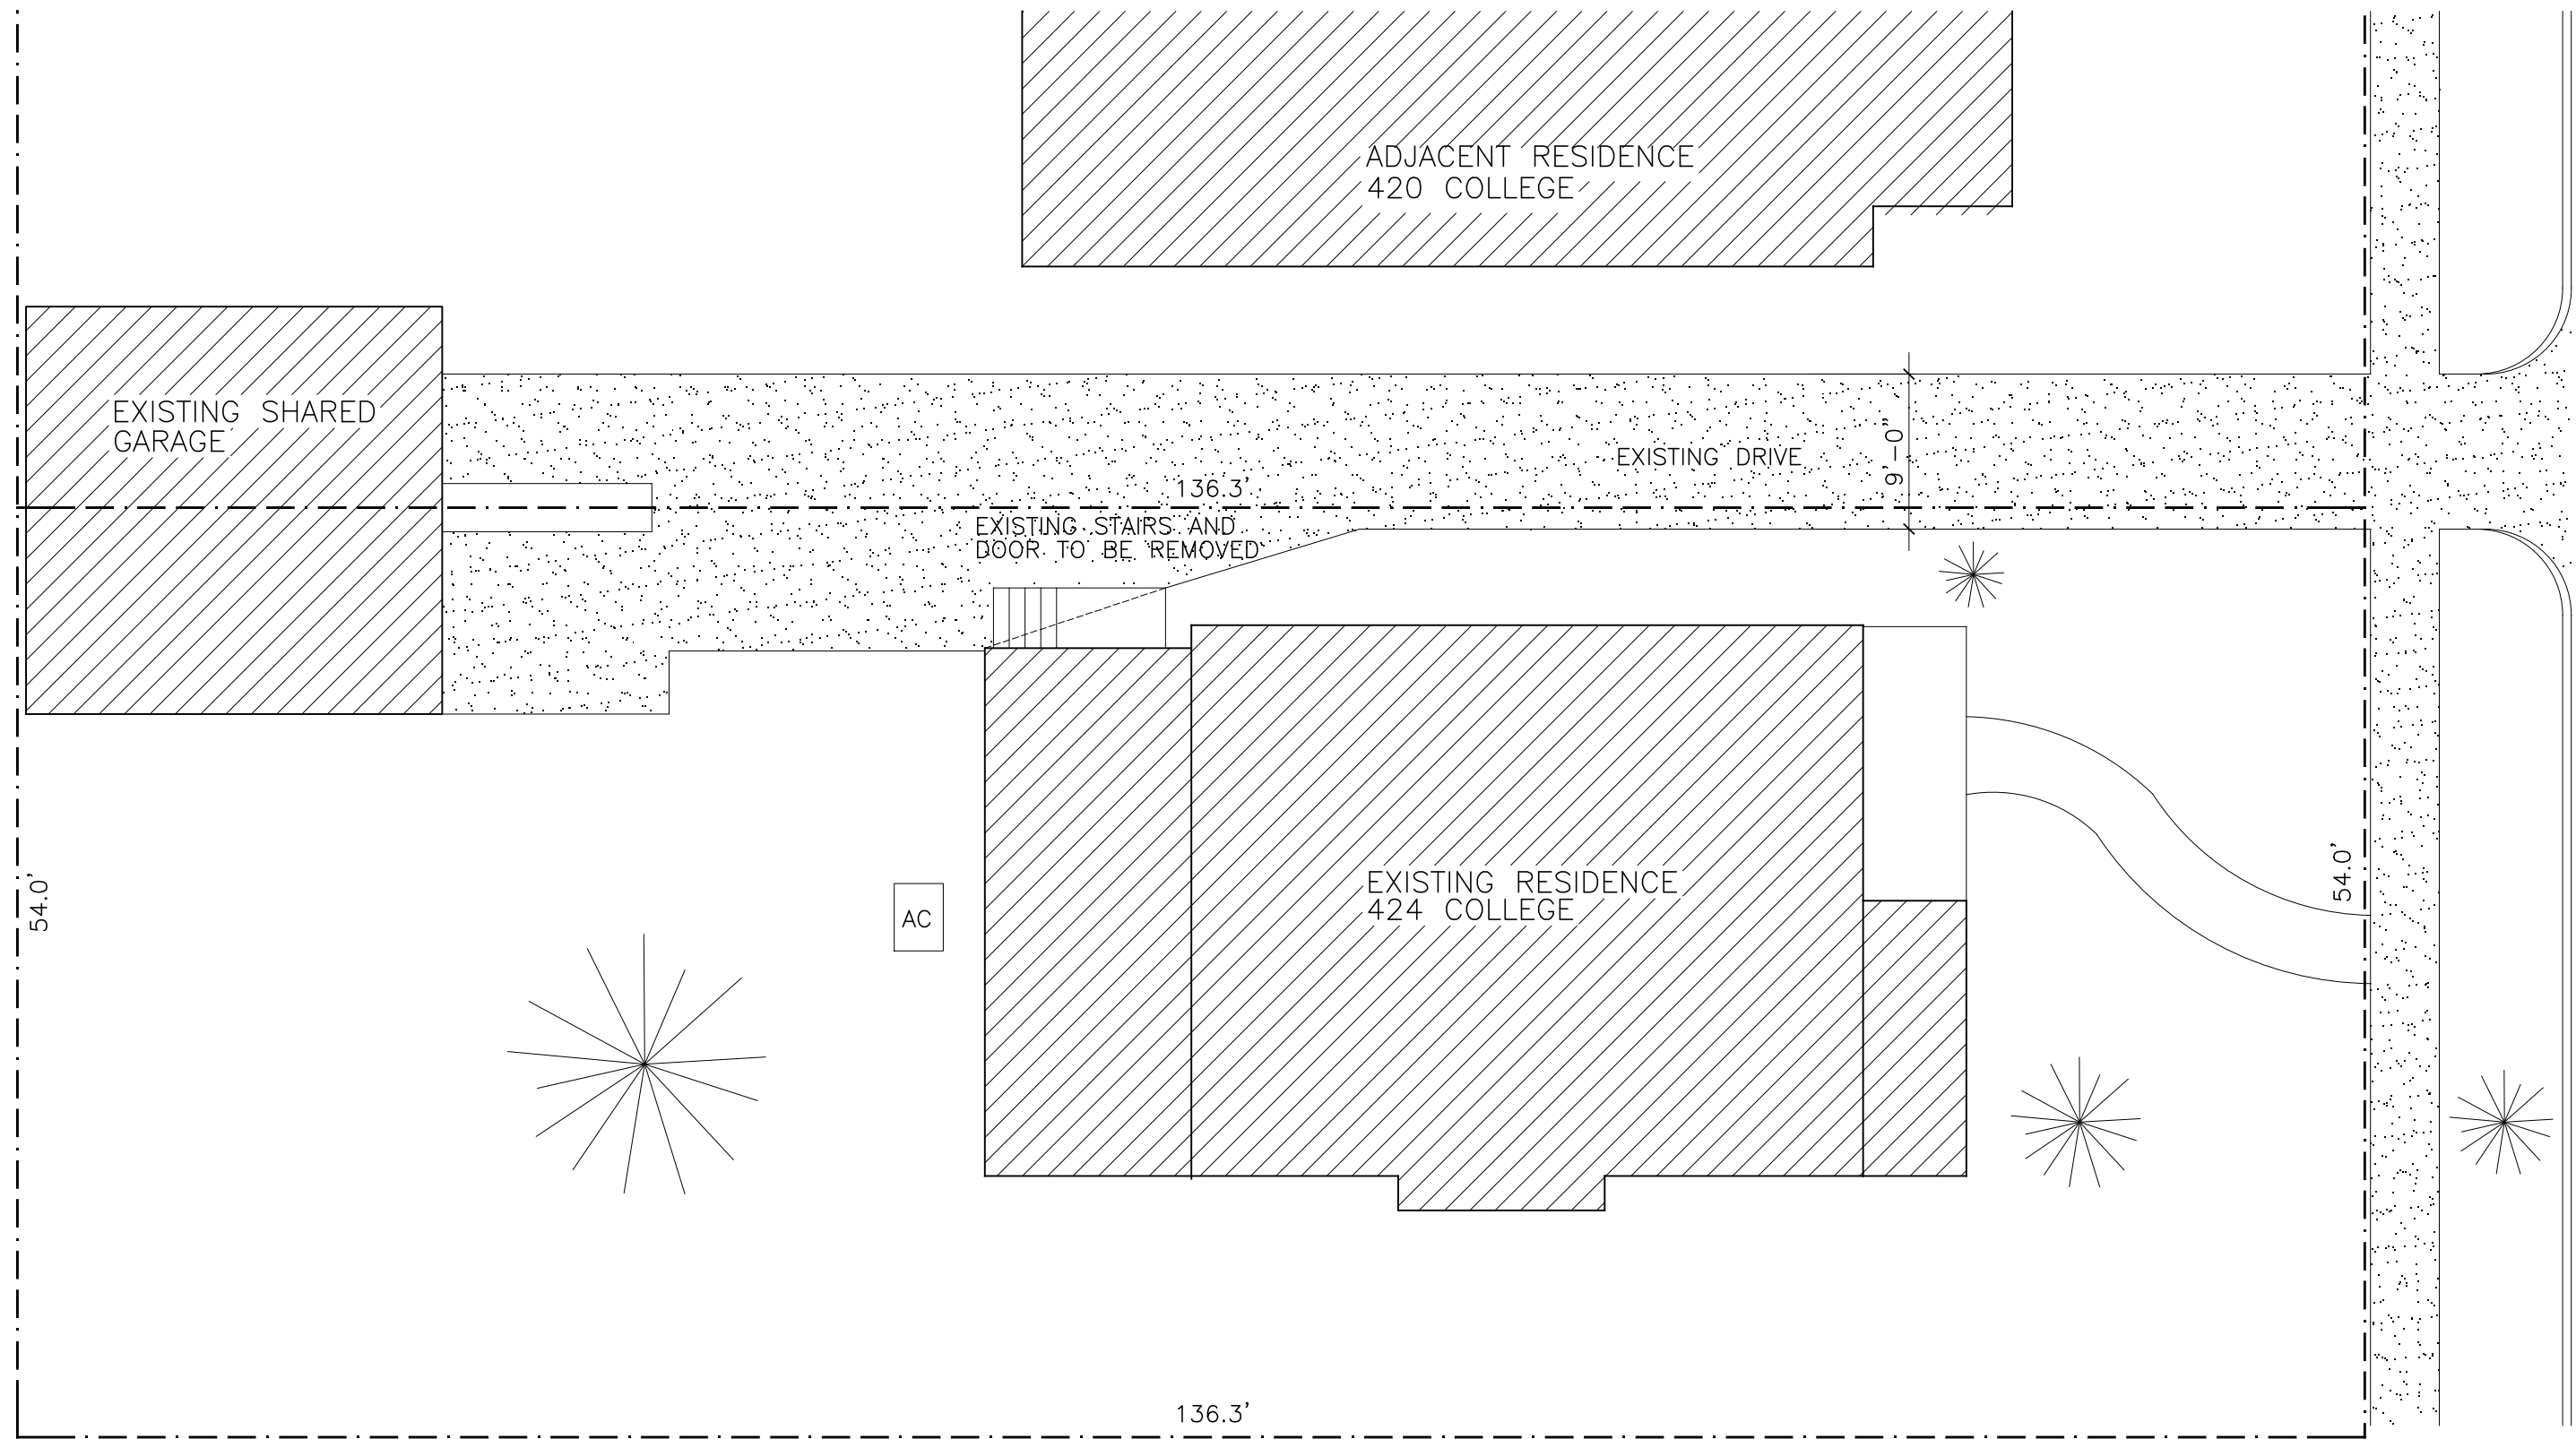 ADJACENT RESIDENCE
420 COLLEGE
EXISTING SHARED
GARAGE
EXISTING DRIVE
9'-0"
136.3'
EXISTING STAIRS AND
DOOR TO BE REMOVED
EXISTING RESIDENCE
424 COLLEGE
AC
54.0'
54.0'
136.3'